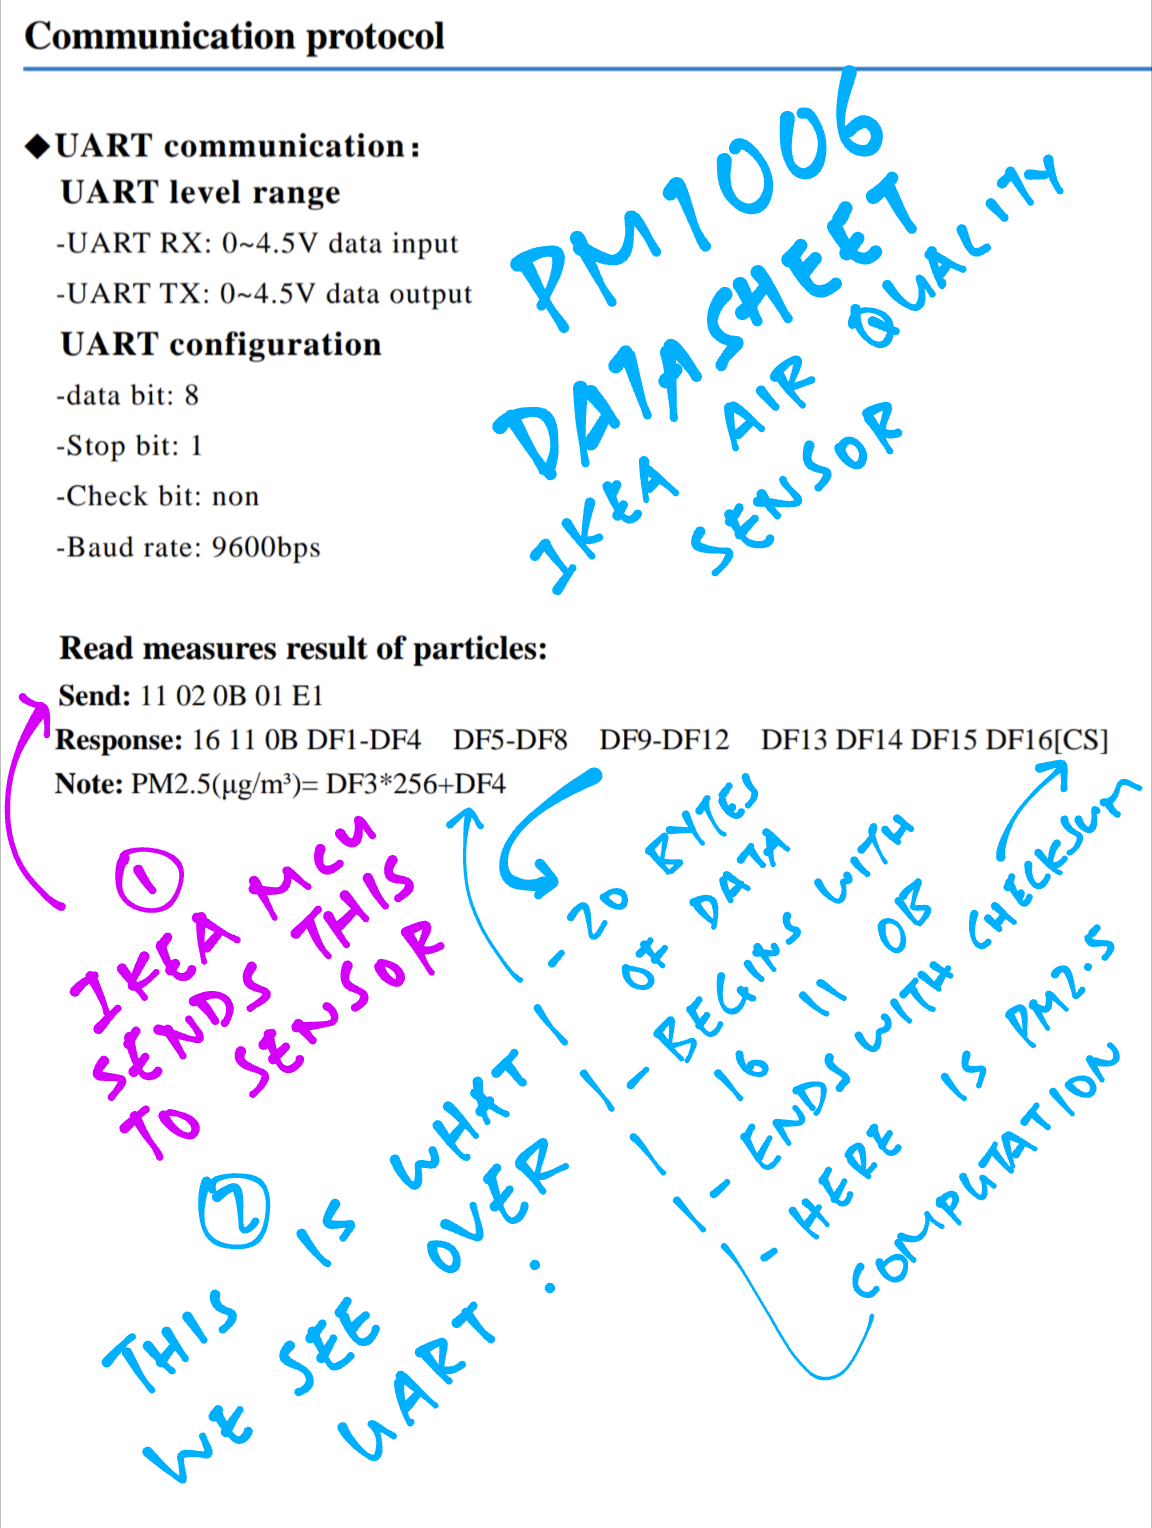 Communication protocol
◆UART communication:
UART level range
-UART RX: 0~4.5V data input
-UART TX: 0~4.5V data output
UART configuration
-data bit: 8
-Stop bit: 1
-Check bit: non
-Baud rate: 9600bps
PM1006
DATASHEET
IKEA AIR QUALITY
SENSOR
Read measures result of particles:
Send: 11 02 0B 01 E1
Response: 16 11 0B DF1-DF4 DF5-DF8 DF9-DF12 DF13 DF14 DF15 DF16[CS]
Note: PM2.5(μg/m³)= DF3*256+DF4
1
IKEA MCU
SENDS THIS
TO SENSOR
2
THIS IS WHAT
WE SEE OVER
UART:
- 20 BYTES
OF DATA
- BEGINS WITH
16 11 0B
- ENDS WITH CHECKSUM
- HERE IS PM2.5
COMPUTATION